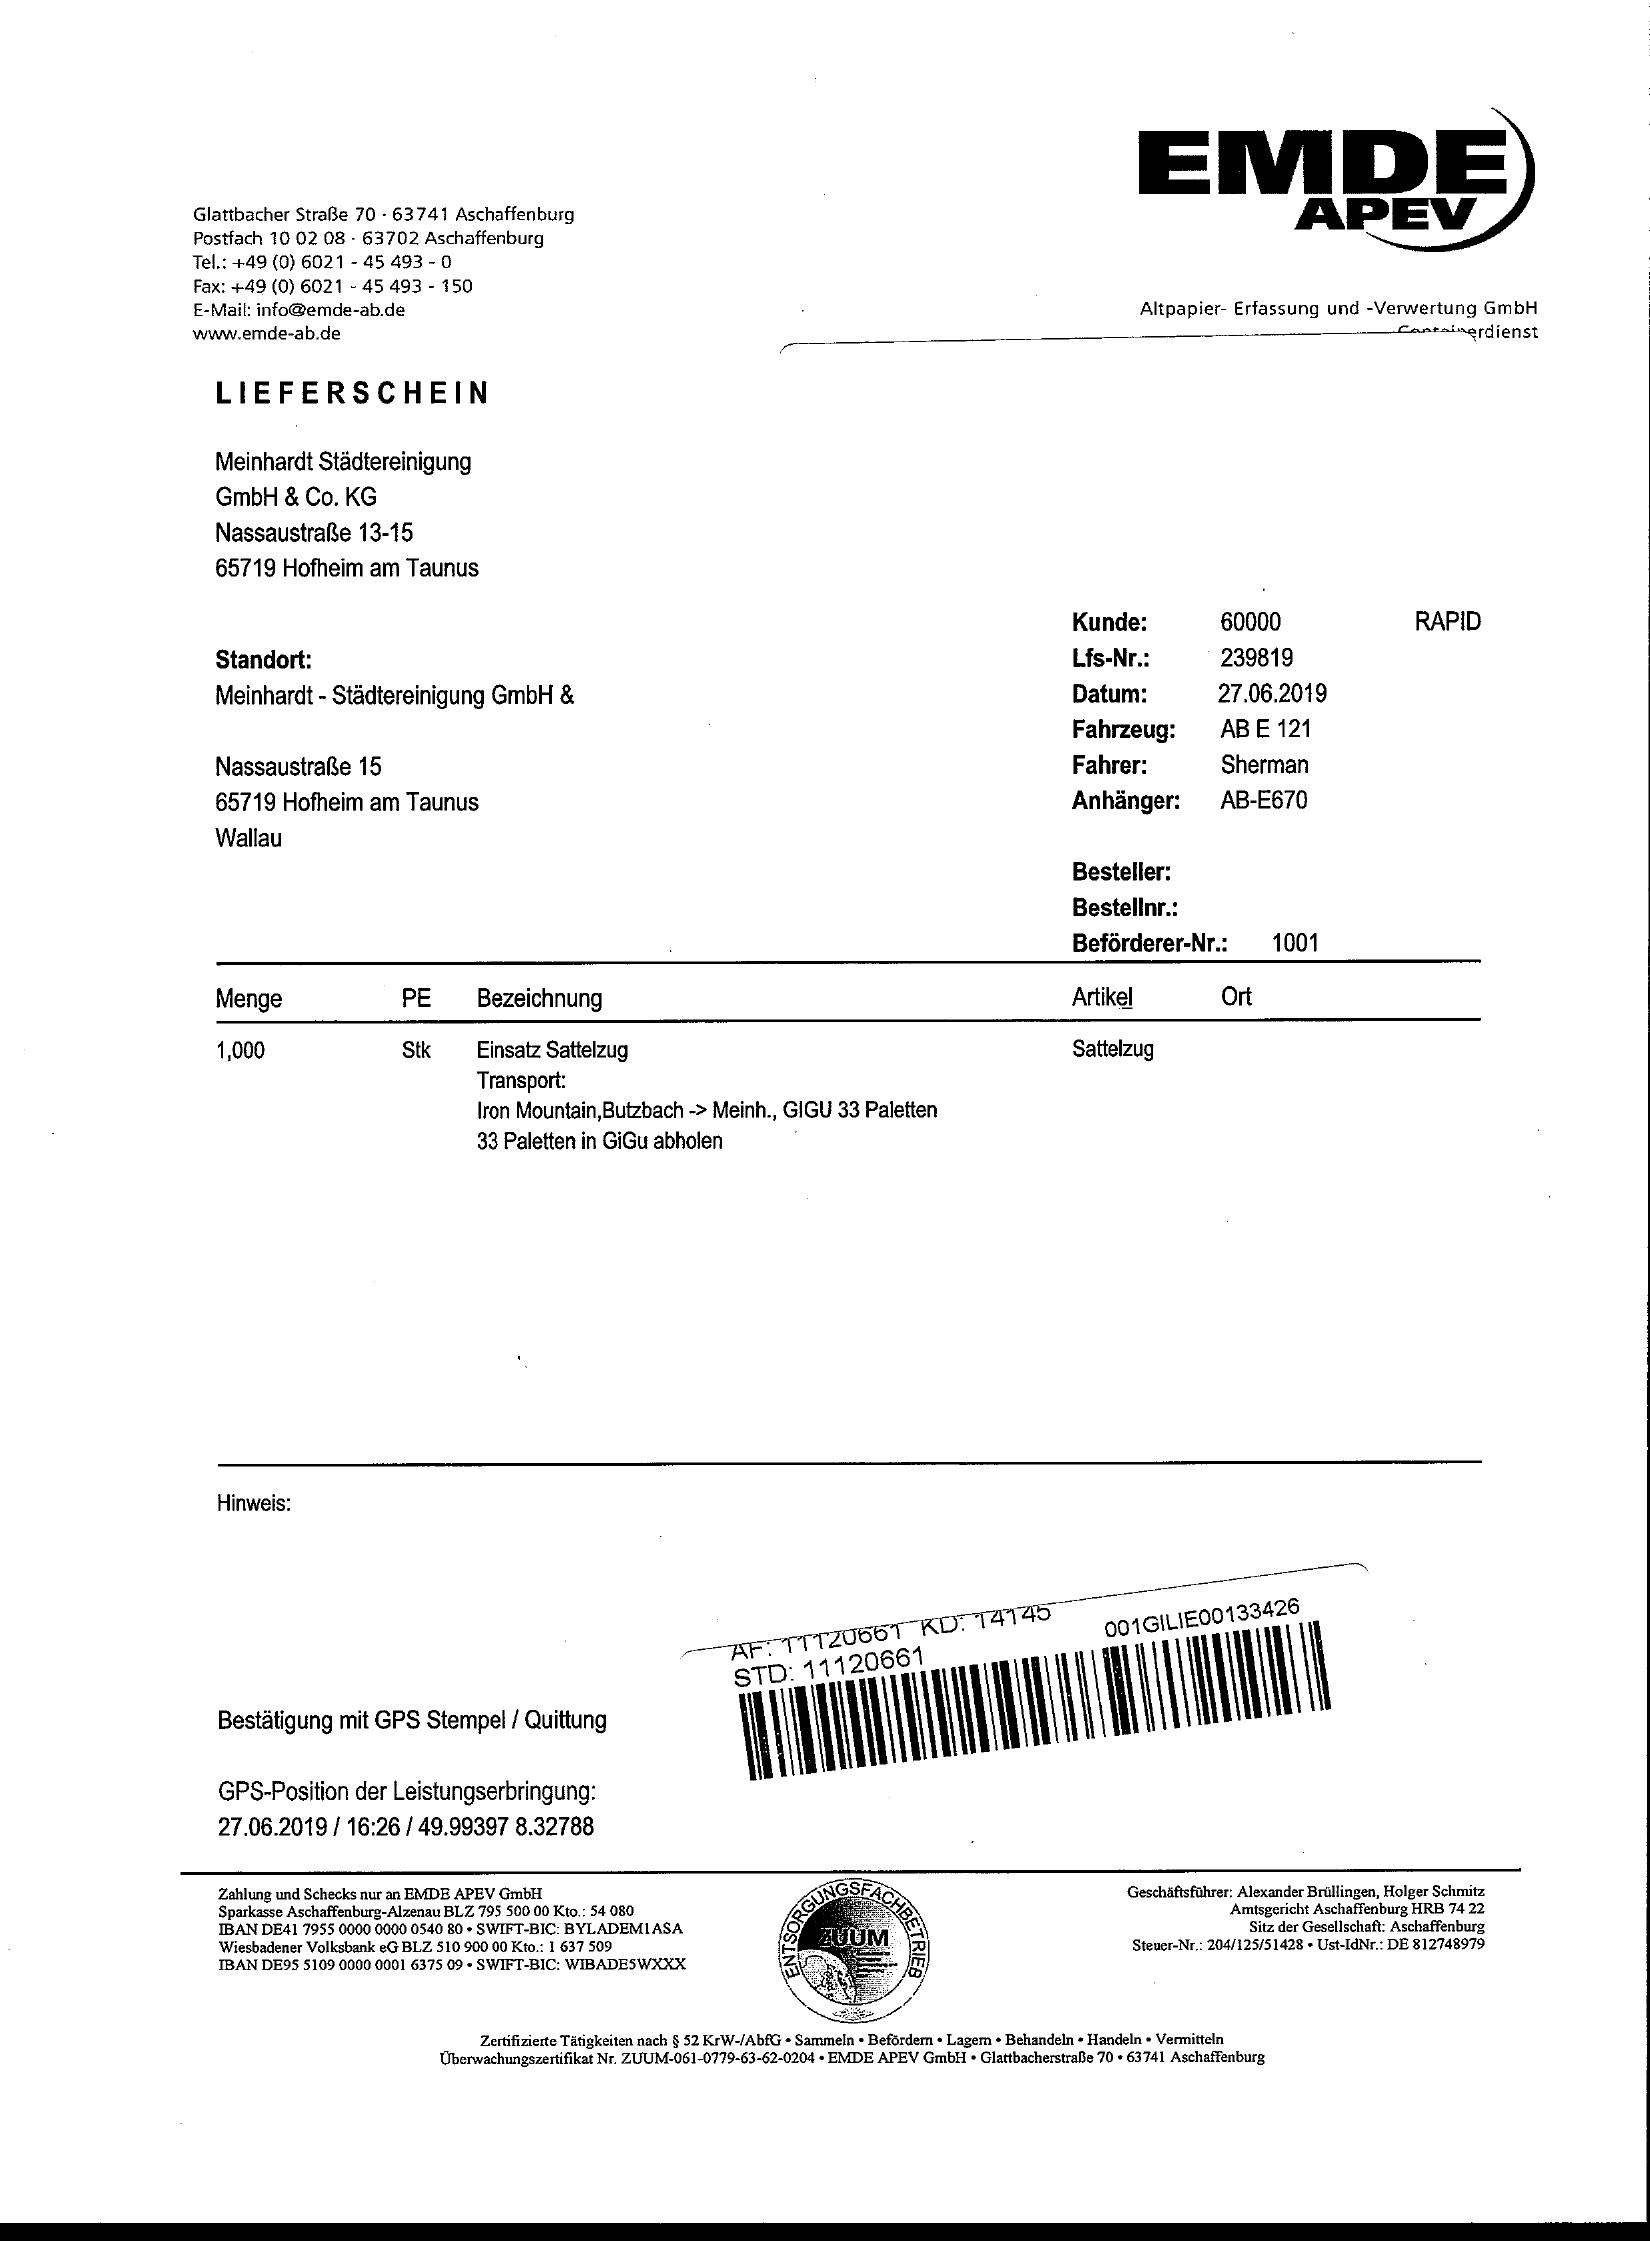 EMDE
APEV
Glattbacher Straße 70 - 63741 Aschaffenburg
Postfach 10 02 08 - 63702 Aschaffenburg
Tel.: +49 (0) 6021 - 45 493 - 0
Fax: +49 (0) 6021 - 45 493 - 150
E-Mail: info@emde-ab.de
www.emde-ab.de
Altpapier- Erfassung und -Verwertung GmbH
Containerdienst
LIEFERSCHEIN
Meinhardt Städtereinigung
GmbH & Co. KG
Nassaustraße 13-15
65719 Hofheim am Taunus
Kunde: 60000 RAPID
Standort:
Lfs-Nr.: 239819
Meinhardt - Städtereinigung GmbH &
Datum: 27.06.2019
Fahrzeug: AB E 121
Nassaustraße 15
Fahrer: Sherman
65719 Hofheim am Taunus
Anhänger: AB-E670
Wallau
Besteller:
Bestellnr.:
Beförderer-Nr.: 1001
Menge PE Bezeichnung Artikel Ort
1,000 Stk Einsatz Sattelzug Sattelzug
Transport:
Iron Mountain,Butzbach -> Meinh., GIGU 33 Paletten
33 Paletten in GiGu abholen
Hinweis:
AF: 11120661 KD: 14145 001GILIE00133426
STD: 11120661
Bestätigung mit GPS Stempel / Quittung
GPS-Position der Leistungserbringung:
27.06.2019 / 16:26 / 49.99397 8.32788
Zahlung und Schecks nur an EMDE APEV GmbH
Sparkasse Aschaffenburg-Alzenau BLZ 795 500 00 Kto.: 54 080
IBAN DE41 7955 0000 0000 0540 80 • SWIFT-BIC: BYLADEM1ASA
Wiesbadener Volksbank eG BLZ 510 900 00 Kto.: 1 637 509
IBAN DE95 5109 0000 0001 6375 09 • SWIFT-BIC: WIBADE5WXXX
ENTSORGUNGSFACHBETRIEB
ZUUM
Geschäftsführer: Alexander Brüllingen, Holger Schmitz
Amtsgericht Aschaffenburg HRB 74 22
Sitz der Gesellschaft: Aschaffenburg
Steuer-Nr.: 204/125/51428 • Ust-IdNr.: DE 812748979
Zertifizierte Tätigkeiten nach § 52 KrW-/AbfG • Sammeln • Befördern • Lagern • Behandeln • Handeln • Vermitteln
Überwachungszertifikat Nr. ZUUM-061-0779-63-62-0204 • EMDE APEV GmbH • Glattbacherstraße 70 • 63741 Aschaffenburg